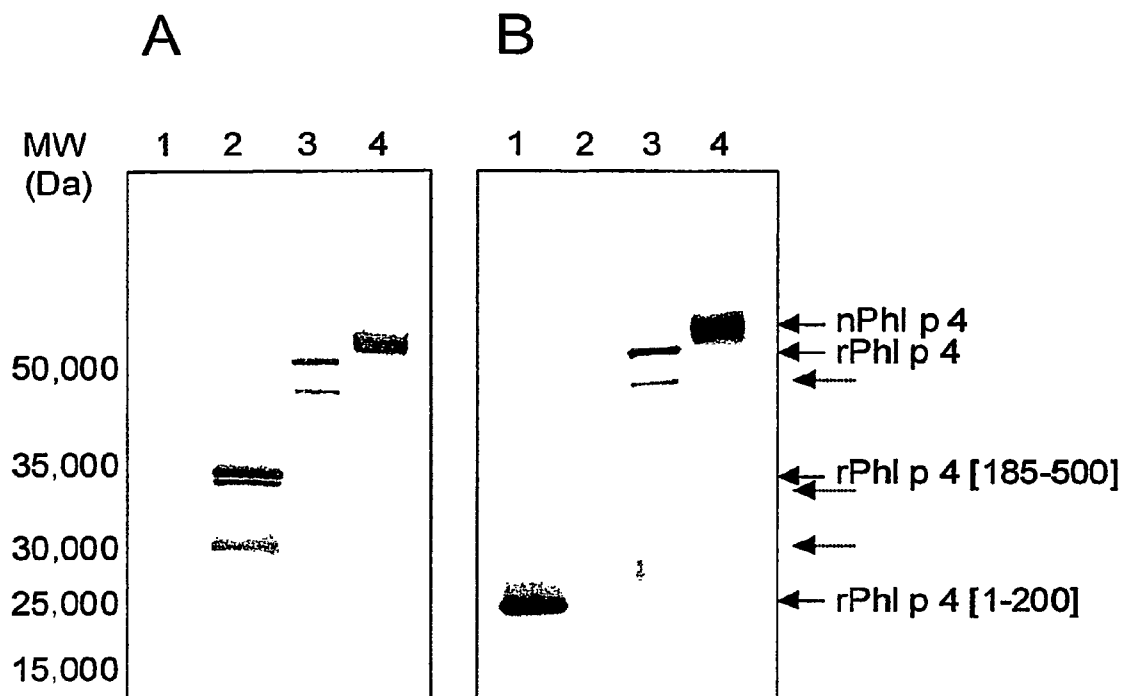 A B
MW 1 2 3 4 1 2 3 4
(Da)
nPhl p 4
rPhl p 4
50,000
35,000
rPhl p 4 [185-500]
30,000
25,000
rPhl p 4 [1-200]
15,000